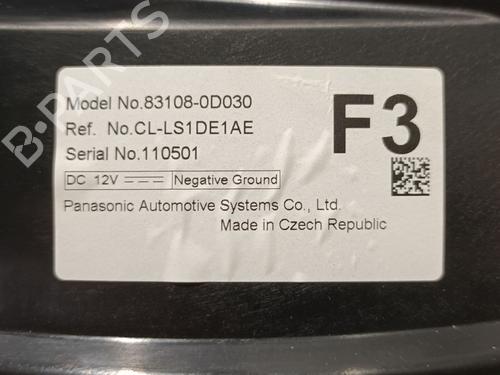 Model No.83108-0D030
Ref. No.CL-LS1DE1AE
Serial No.110501
F3
DC 12V Negative Ground
Panasonic Automotive Systems Co., Ltd.
Made in Czech Republic